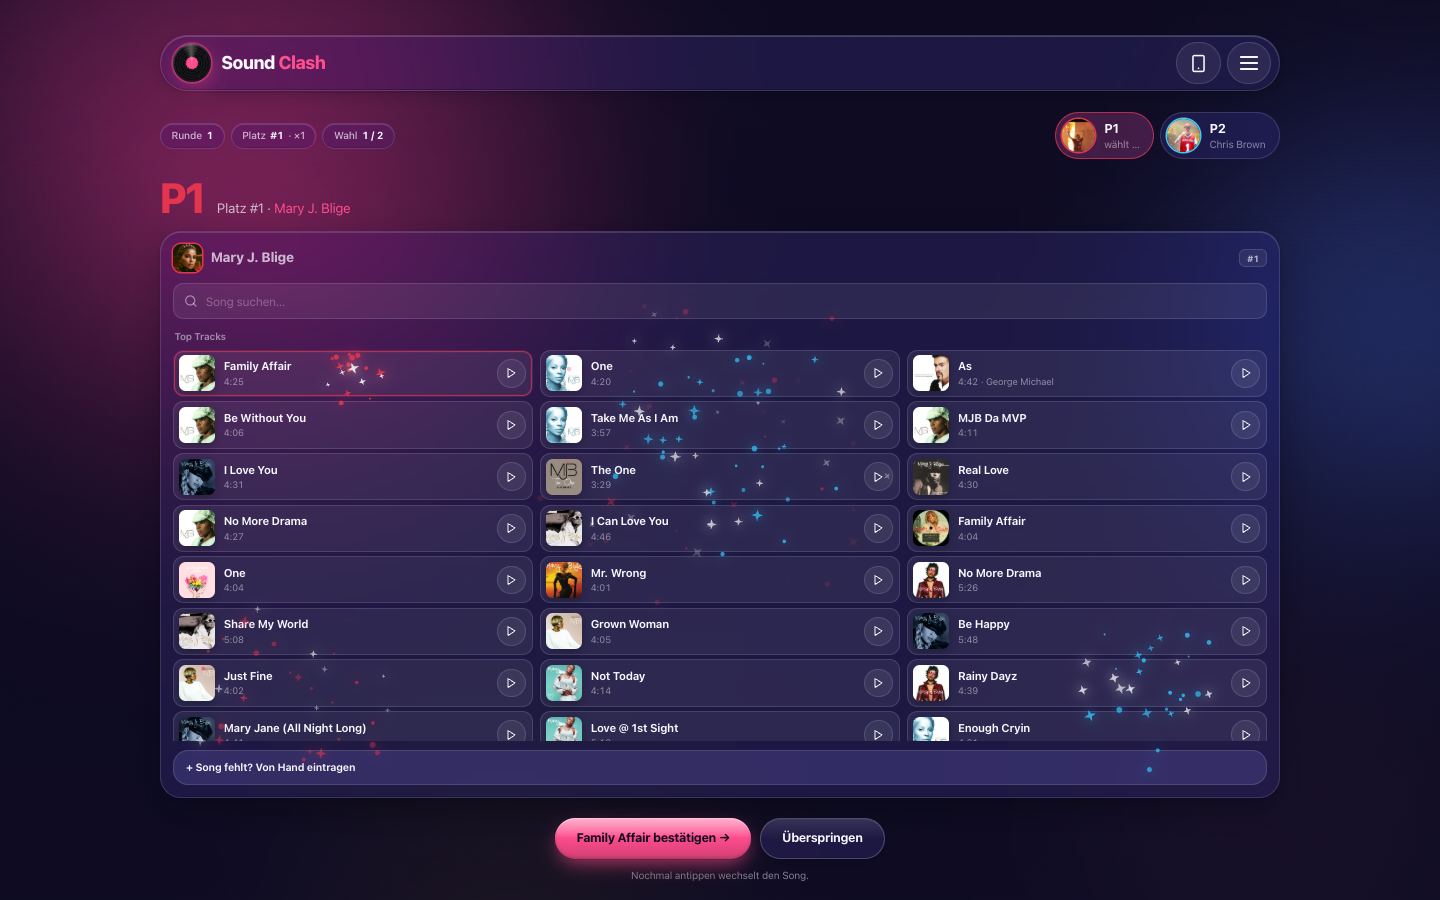 Sound Clash
Runde 1
Platz #1 · ×1
Wahl 1 / 2
P1
wählt ...
P2
Chris Brown
P1
Platz #1 · Mary J. Blige
Mary J. Blige
#1
Song suchen...
Top Tracks
Family Affair
4:25
One
4:20
As
4:42 · George Michael
Be Without You
4:06
Take Me As I Am
3:57
MJB Da MVP
4:11
I Love You
4:31
The One
3:29
Real Love
4:30
No More Drama
4:27
I Can Love You
4:46
Family Affair
4:04
One
4:04
Mr. Wrong
4:01
No More Drama
5:26
Share My World
5:08
Grown Woman
4:05
Be Happy
5:48
Just Fine
4:02
Not Today
4:14
Rainy Dayz
4:39
Mary Jane (All Night Long)
Love @ 1st Sight
Enough Cryin
+ Song fehlt? Von Hand eintragen
Family Affair bestätigen →
Überspringen
Nochmal antippen wechselt den Song.